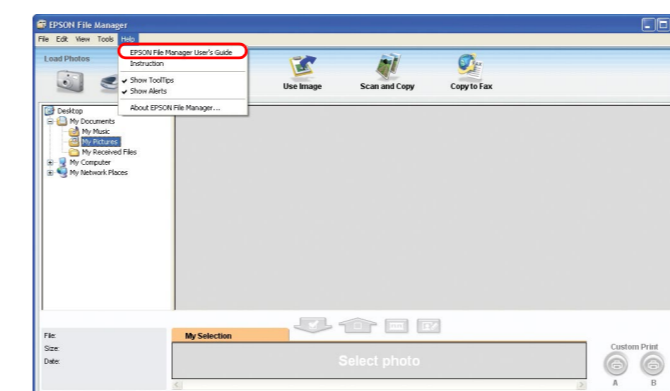 EPSON File Manager
File Edit View Tools Help
EPSON File Manager User's Guide
Instruction
Show ToolTips
Show Alerts
About EPSON File Manager...
Load Photos
Use Image Scan and Copy Copy to Fax
Desktop
My Documents
My Music
My Pictures
My Received Files
My Computer
My Network Places
File:
Size:
Date:
My Selection
Select photo
Custom Print
A B